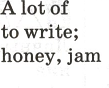 A lot of
to write;
honey, jam